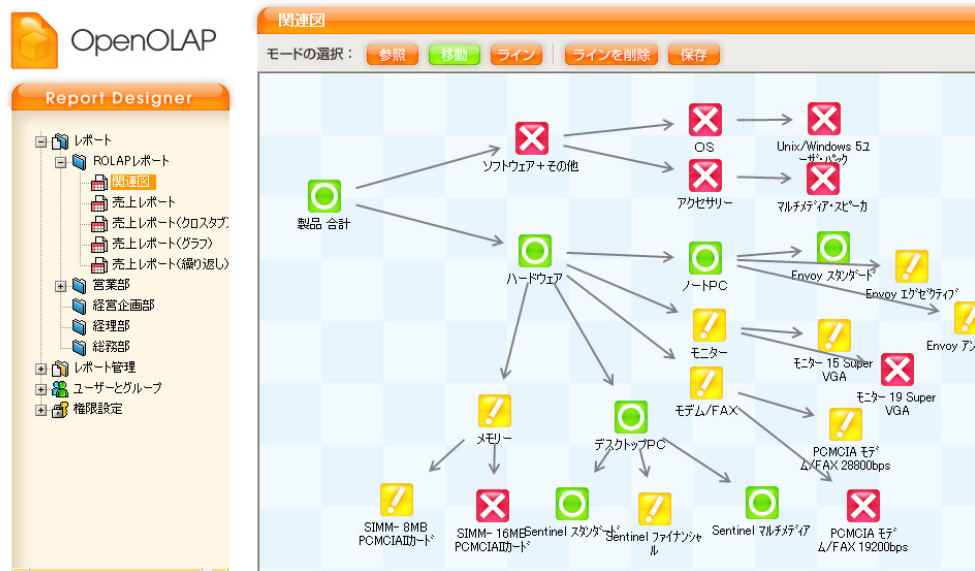 OpenOLAP
Report Designer
レポート
ROLAPレポート
関連図
売上レポート
売上レポート(クロスタブ
売上レポート(グラフ)
売上レポート(繰り返し)
営業部
経営企画部
経理部
総務部
レポート管理
ユーザーとグループ
権限設定
関連図
モードの選択：
参照
移動
ライン
ラインを削除
保存
製品 合計
ソフトウェア+その他
OS
Unix/Windows 5ユ
ーザ・パック
アクセサリー
マルチメディア・スピーカ
ハードウェア
ノートPC
Envoy スタンダード
Envoy エグゼクティブ
Envoy アン
モニター
モニター 15 Super
VGA
モニター 19 Super
VGA
モデム/FAX
PCMCIA モデ
ム/FAX 28800bps
PCMCIA モデ
ム/FAX 19200bps
メモリー
SIMM- 8MB
PCMCIAIIカード
SIMM- 16MB
PCMCIAIIカード
デスクトップPC
Sentinel スタンダード
Sentinel ファイナンシャ
ル
Sentinel マルチメディア